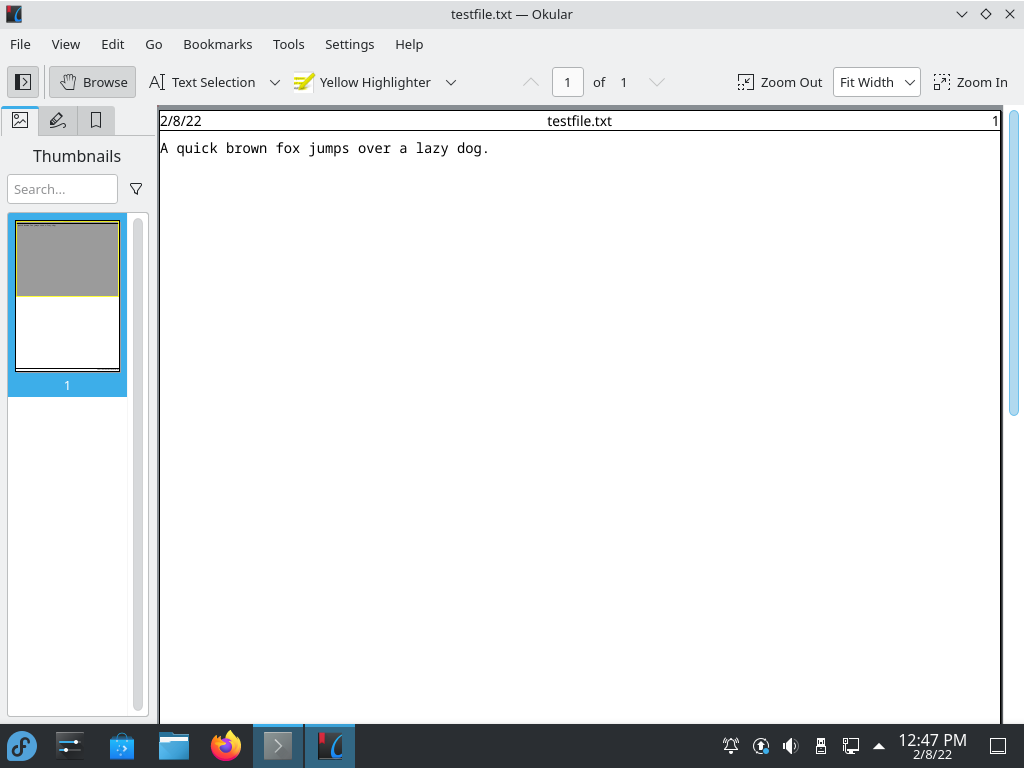 testfile.txt — Okular
File View Edit Go Bookmarks Tools Settings Help
Browse Text Selection Yellow Highlighter 1 of 1 Zoom Out Fit Width Zoom In
Thumbnails
Search...
1
2/8/22 testfile.txt 1
A quick brown fox jumps over a lazy dog.
12:47 PM
2/8/22